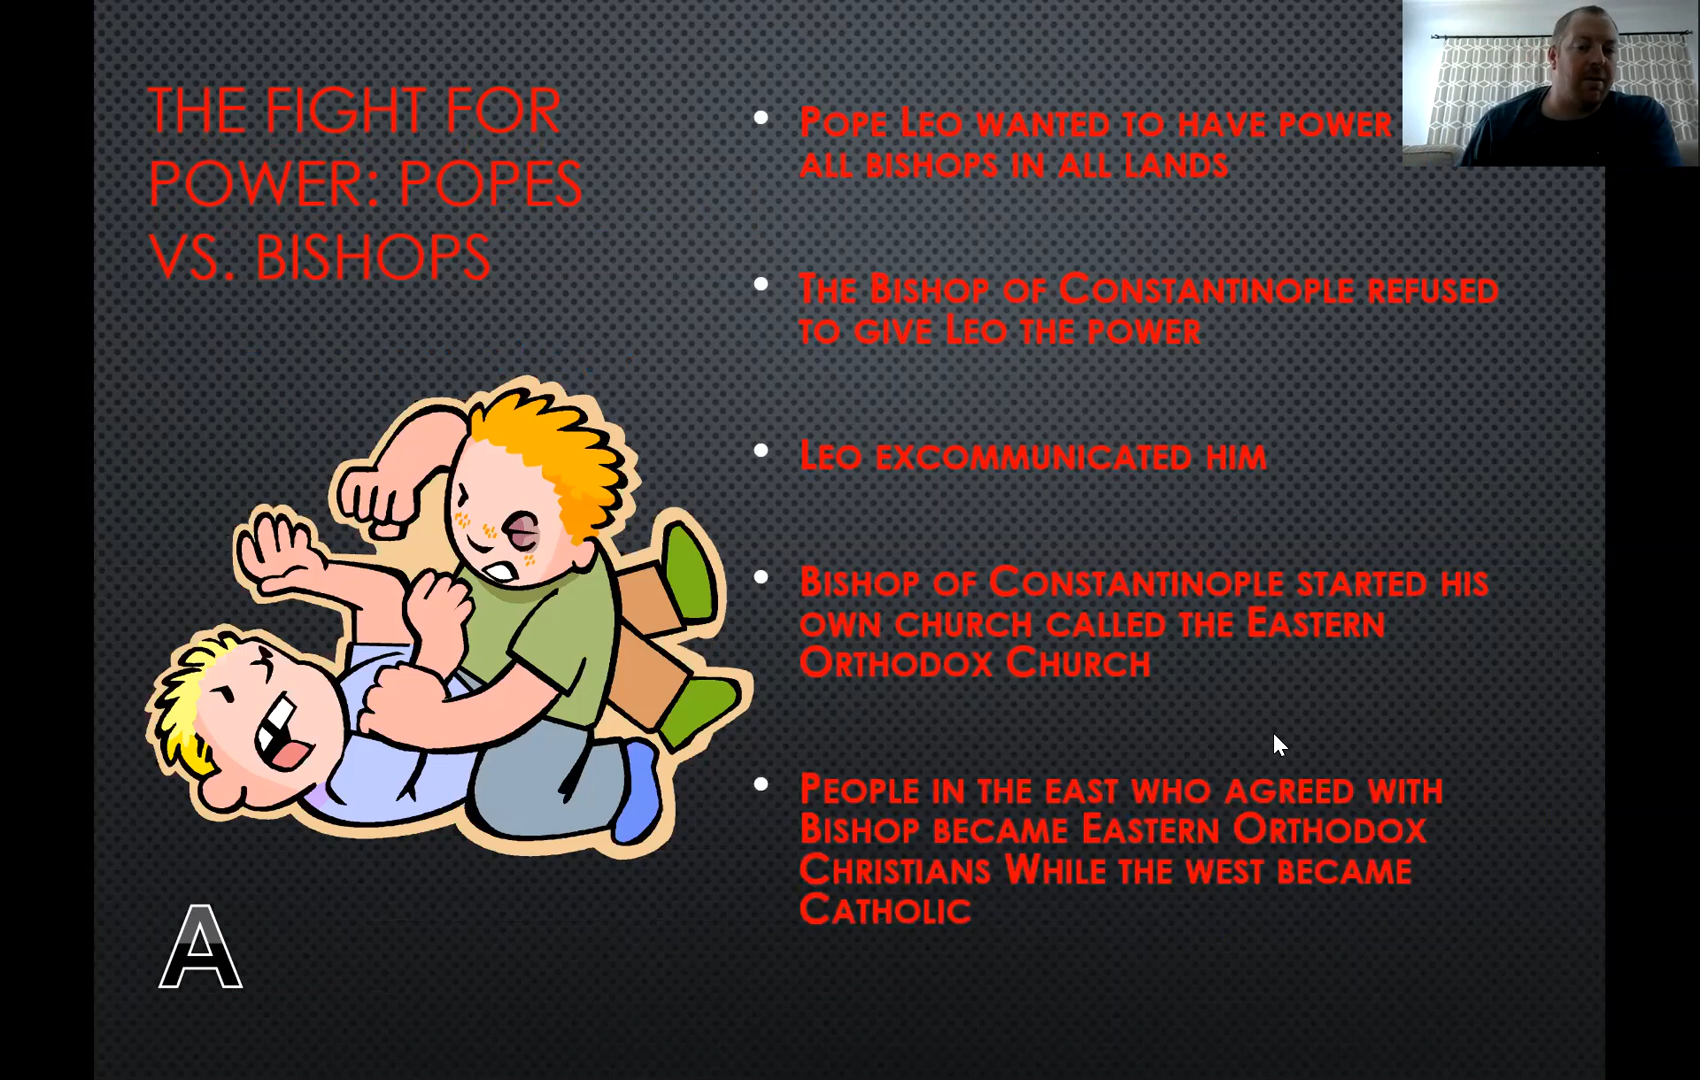 THE FIGHT FOR
POWER: POPES
VS. BISHOPS
POPE LEO WANTED TO HAVE POWER
ALL BISHOPS IN ALL LANDS
THE BISHOP OF CONSTANTINOPLE REFUSED
TO GIVE LEO THE POWER
LEO EXCOMMUNICATED HIM
BISHOP OF CONSTANTINOPLE STARTED HIS
OWN CHURCH CALLED THE EASTERN
ORTHODOX CHURCH
PEOPLE IN THE EAST WHO AGREED WITH
BISHOP BECAME EASTERN ORTHODOX
CHRISTIANS WHILE THE WEST BECAME
CATHOLIC
A